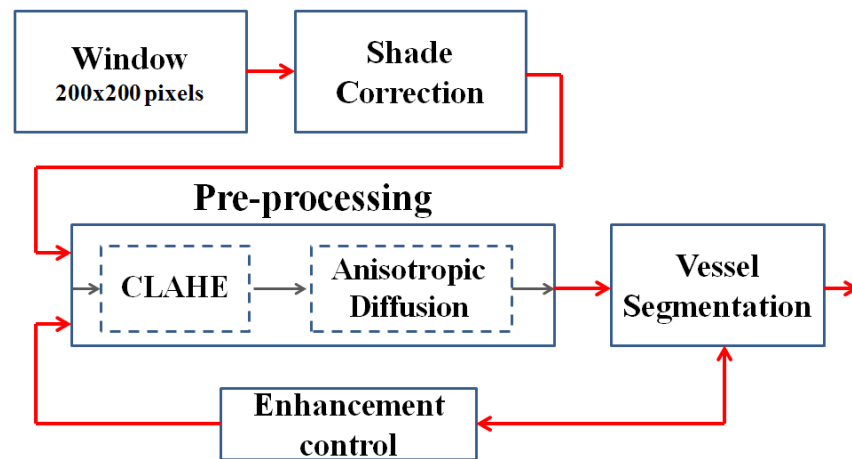 Window
200x200 pixels
Shade
Correction
Pre-processing
CLAHE
Anisotropic
Diffusion
Vessel
Segmentation
Enhancement
control